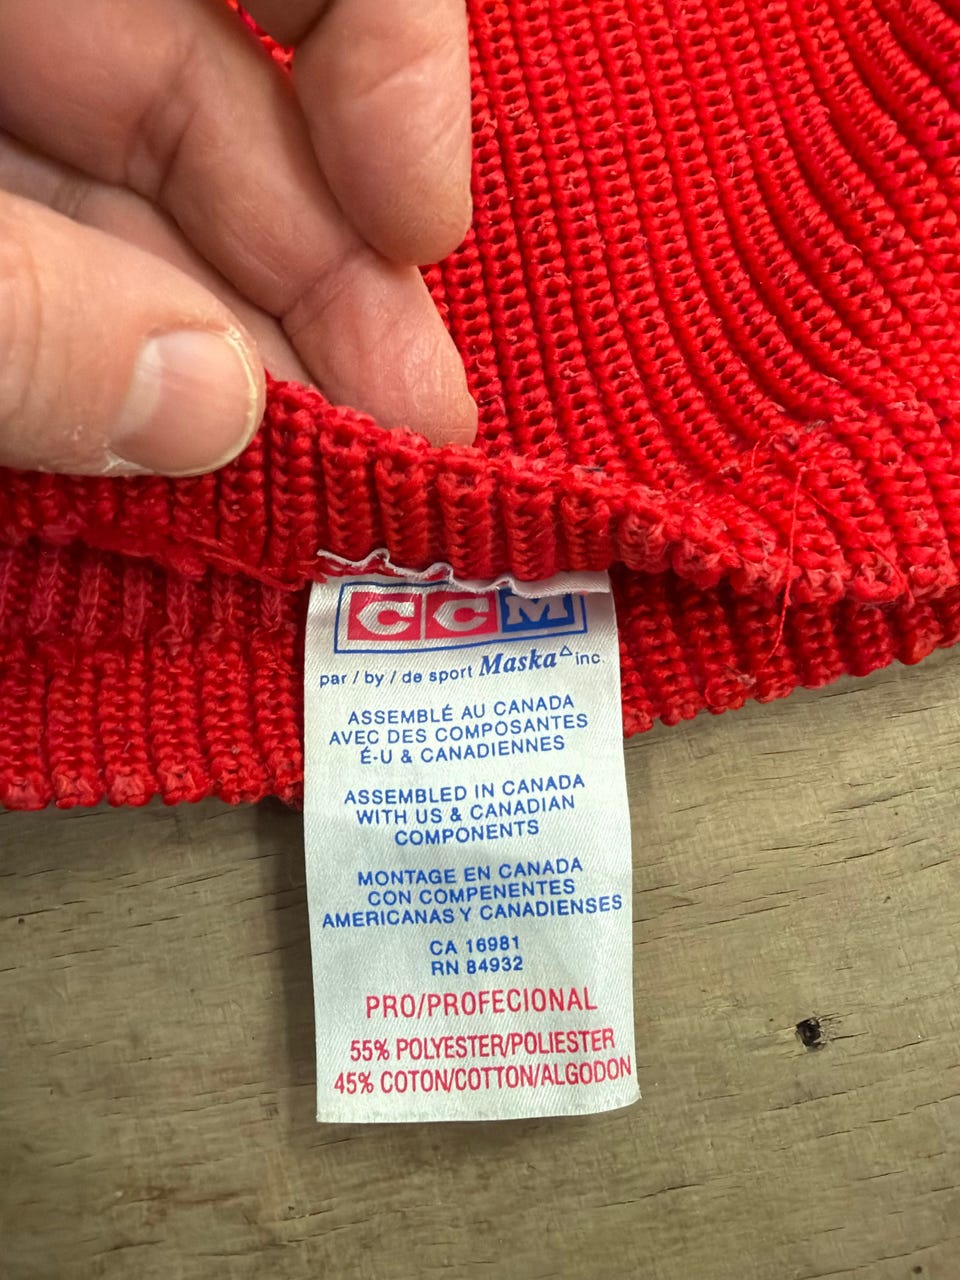 CCM
par / by / de sport Maska△ inc.
ASSEMBLÉ AU CANADA
AVEC DES COMPOSANTES
É-U & CANADIENNES
ASSEMBLED IN CANADA
WITH US & CANADIAN
COMPONENTS
MONTAGE EN CANADA
CON COMPENENTES
AMERICANAS Y CANADIENSES
CA 16981
RN 84932
PRO/PROFECIONAL
55% POLYESTER/POLIESTER
45% COTON/COTTON/ALGODON